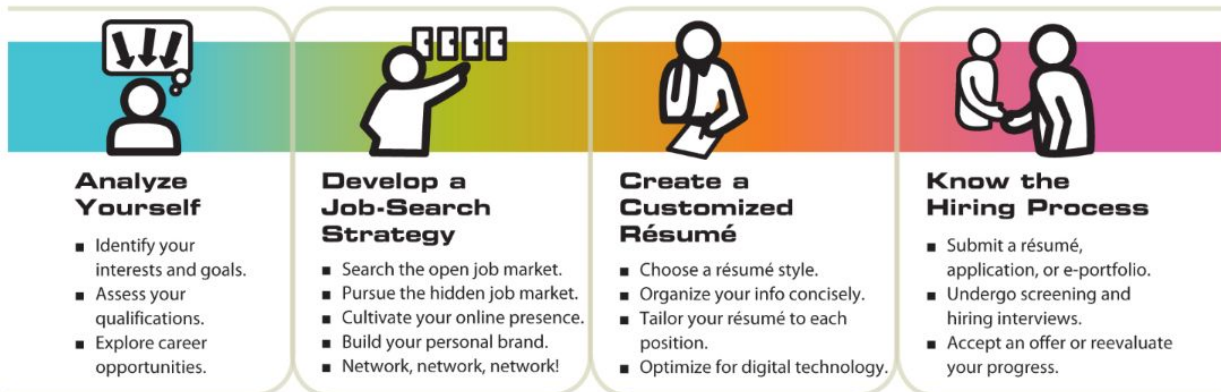 Analyze
Yourself
■ Identify your
interests and goals.
■ Assess your
qualifications.
■ Explore career
opportunities.
Develop a
Job-Search
Strategy
■ Search the open job market.
■ Pursue the hidden job market.
■ Cultivate your online presence.
■ Build your personal brand.
■ Network, network, network!
Create a
Customized
Résumé
■ Choose a résumé style.
■ Organize your info concisely.
■ Tailor your résumé to each
position.
■ Optimize for digital technology.
Know the
Hiring Process
■ Submit a résumé,
application, or e-portfolio.
■ Undergo screening and
hiring interviews.
■ Accept an offer or reevaluate
your progress.